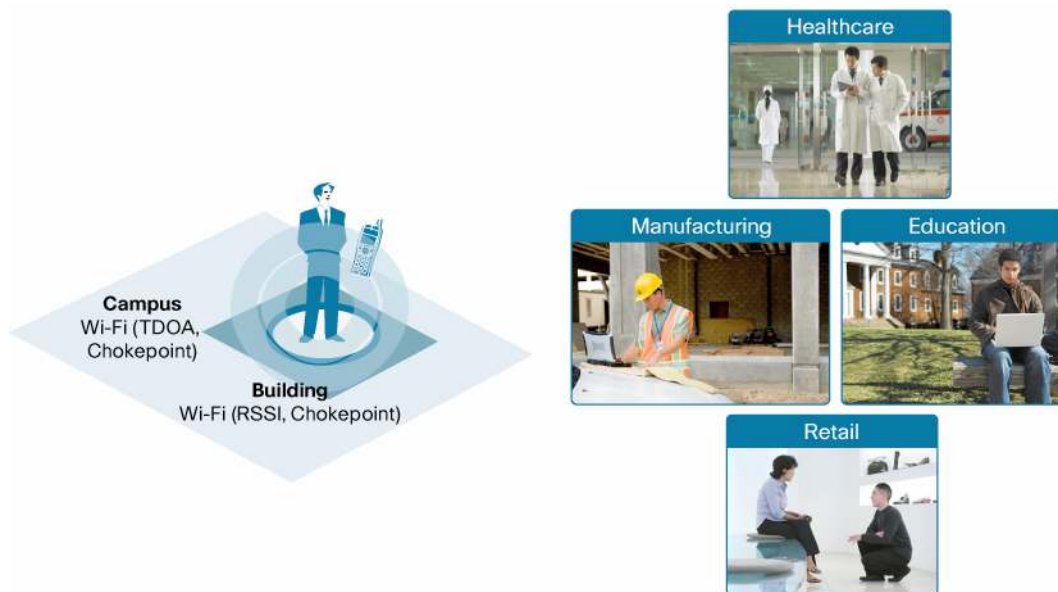 Healthcare
Manufacturing
Education
Campus
Wi-Fi (TDOA,
Chokepoint)
Building
Wi-Fi (RSSI, Chokepoint)
Retail